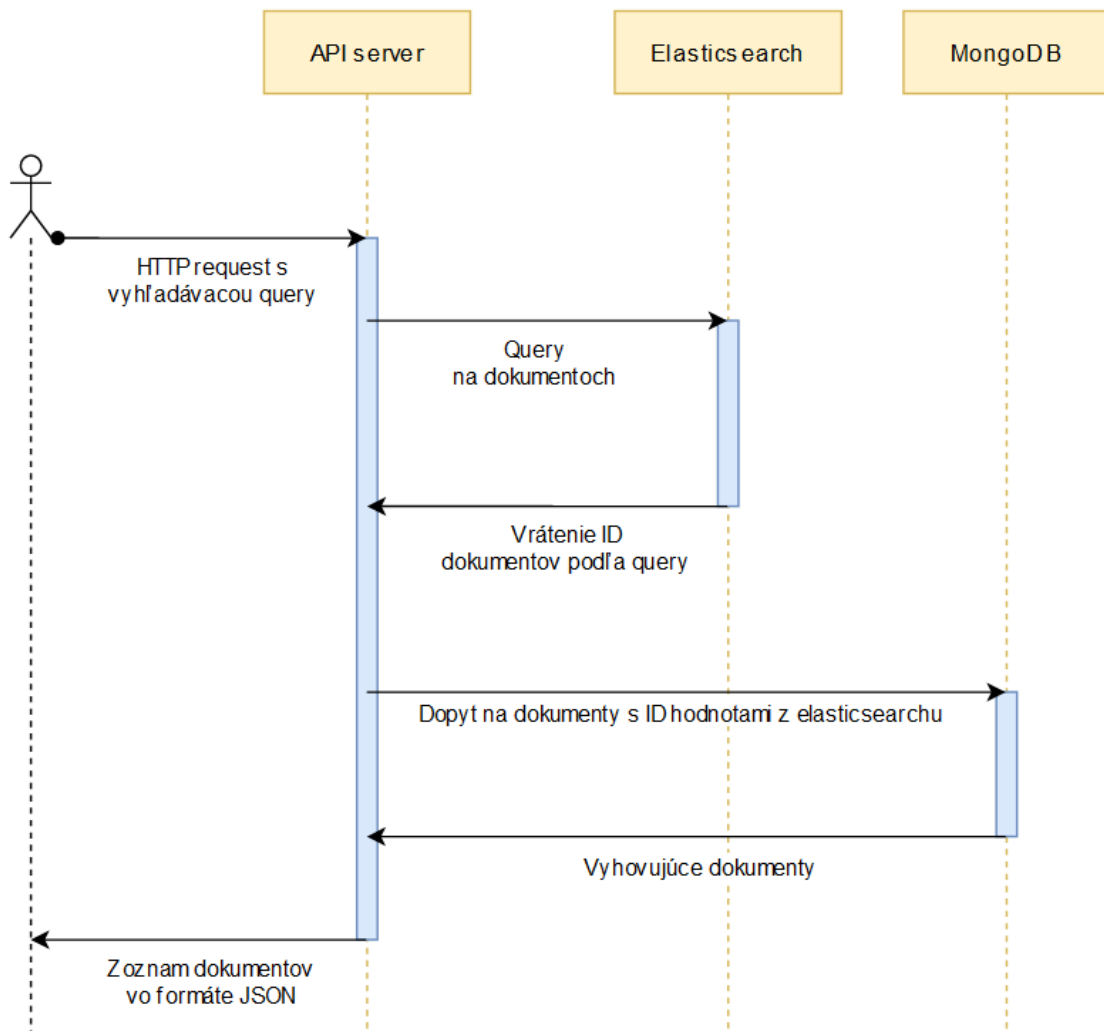 API server
Elasticsearch
MongoDB
HTTP request s
vyhľadávacou query
Query
na dokumentoch
Vrátenie ID
dokumentov podľa query
Dopyt na dokumenty s ID hodnotami z elasticsearchu
Vyhovujúce dokumenty
Zoznam dokumentov
vo formáte JSON